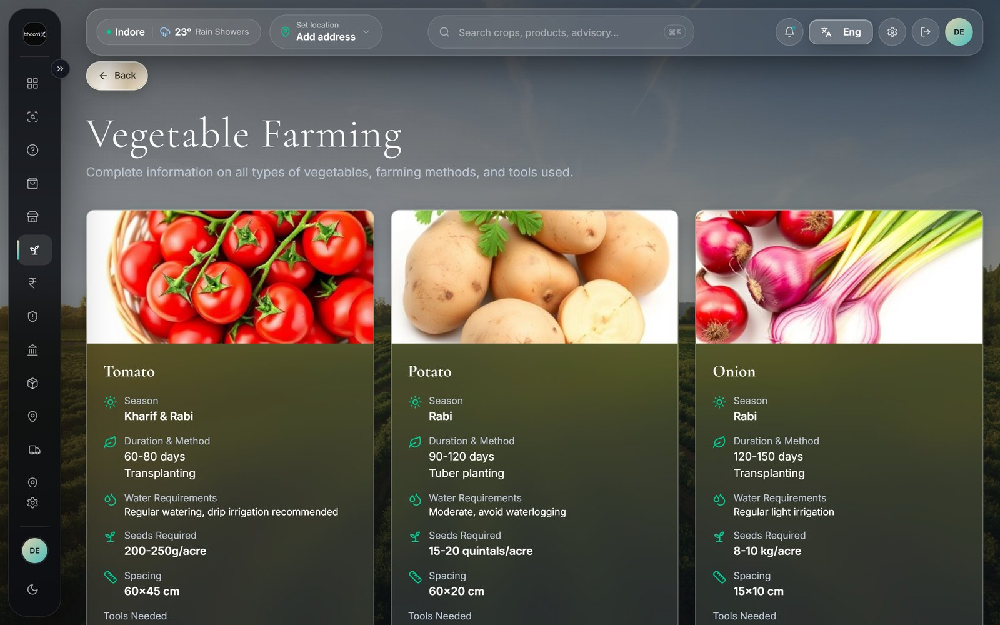 bhoomiX
Indore
23° Rain Showers
Set location
Add address
Search crops, products, advisory...
⌘ K
Eng
DE
Back
Vegetable Farming
Complete information on all types of vegetables, farming methods, and tools used.
Tomato
Season
Kharif & Rabi
Duration & Method
60-80 days
Transplanting
Water Requirements
Regular watering, drip irrigation recommended
Seeds Required
200-250g/acre
Spacing
60×45 cm
Tools Needed
Potato
Season
Rabi
Duration & Method
90-120 days
Tuber planting
Water Requirements
Moderate, avoid waterlogging
Seeds Required
15-20 quintals/acre
Spacing
60×20 cm
Tools Needed
Onion
Season
Rabi
Duration & Method
120-150 days
Transplanting
Water Requirements
Regular light irrigation
Seeds Required
8-10 kg/acre
Spacing
15×10 cm
Tools Needed
DE